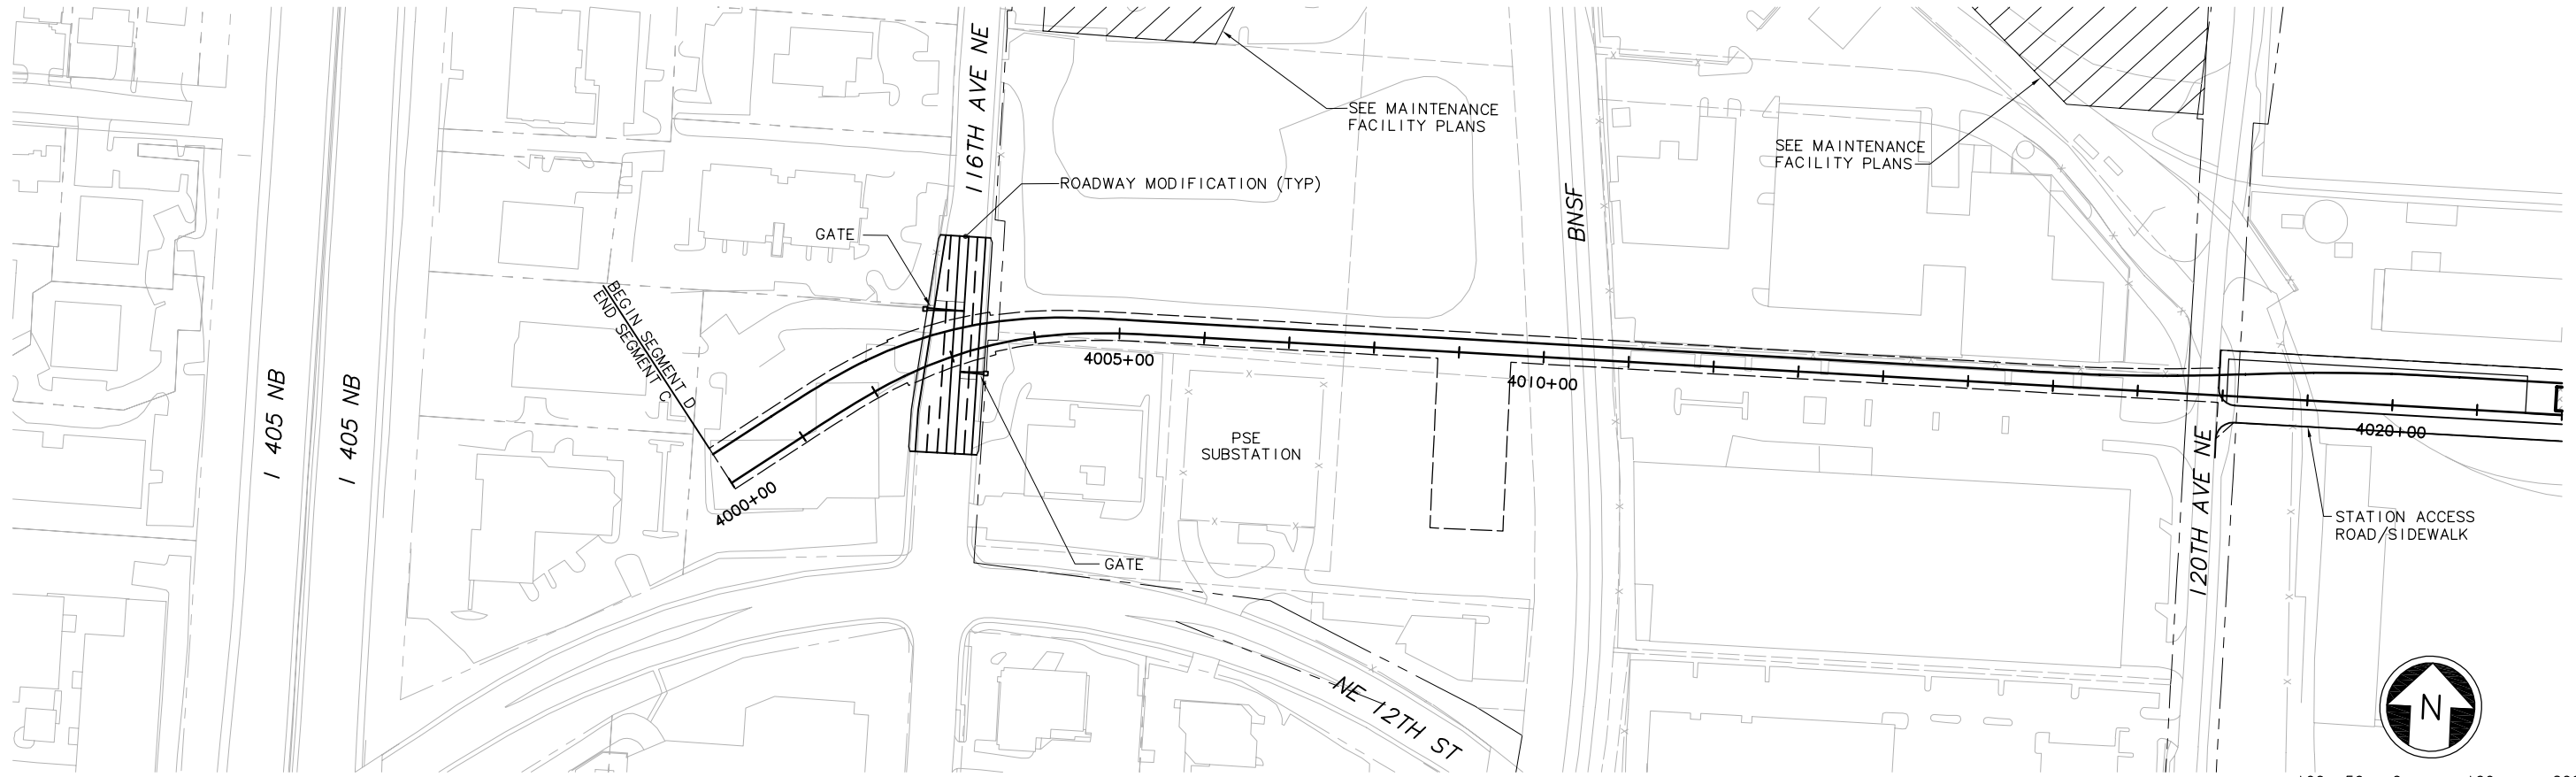 116TH AVE NE
SEE MAINTENANCE
FACILITY PLANS
SEE MAINTENANCE
FACILITY PLANS
ROADWAY MODIFICATION (TYP)
BNSF
GATE
BEGIN SEGMENT D
END SEGMENT C
4005+00
4010+00
I 405 NB
I 405 NB
PSE
SUBSTATION
4020+00
120TH AVE NE
4000+00
STATION ACCESS
ROAD/SIDEWALK
GATE
NE 12TH ST
N